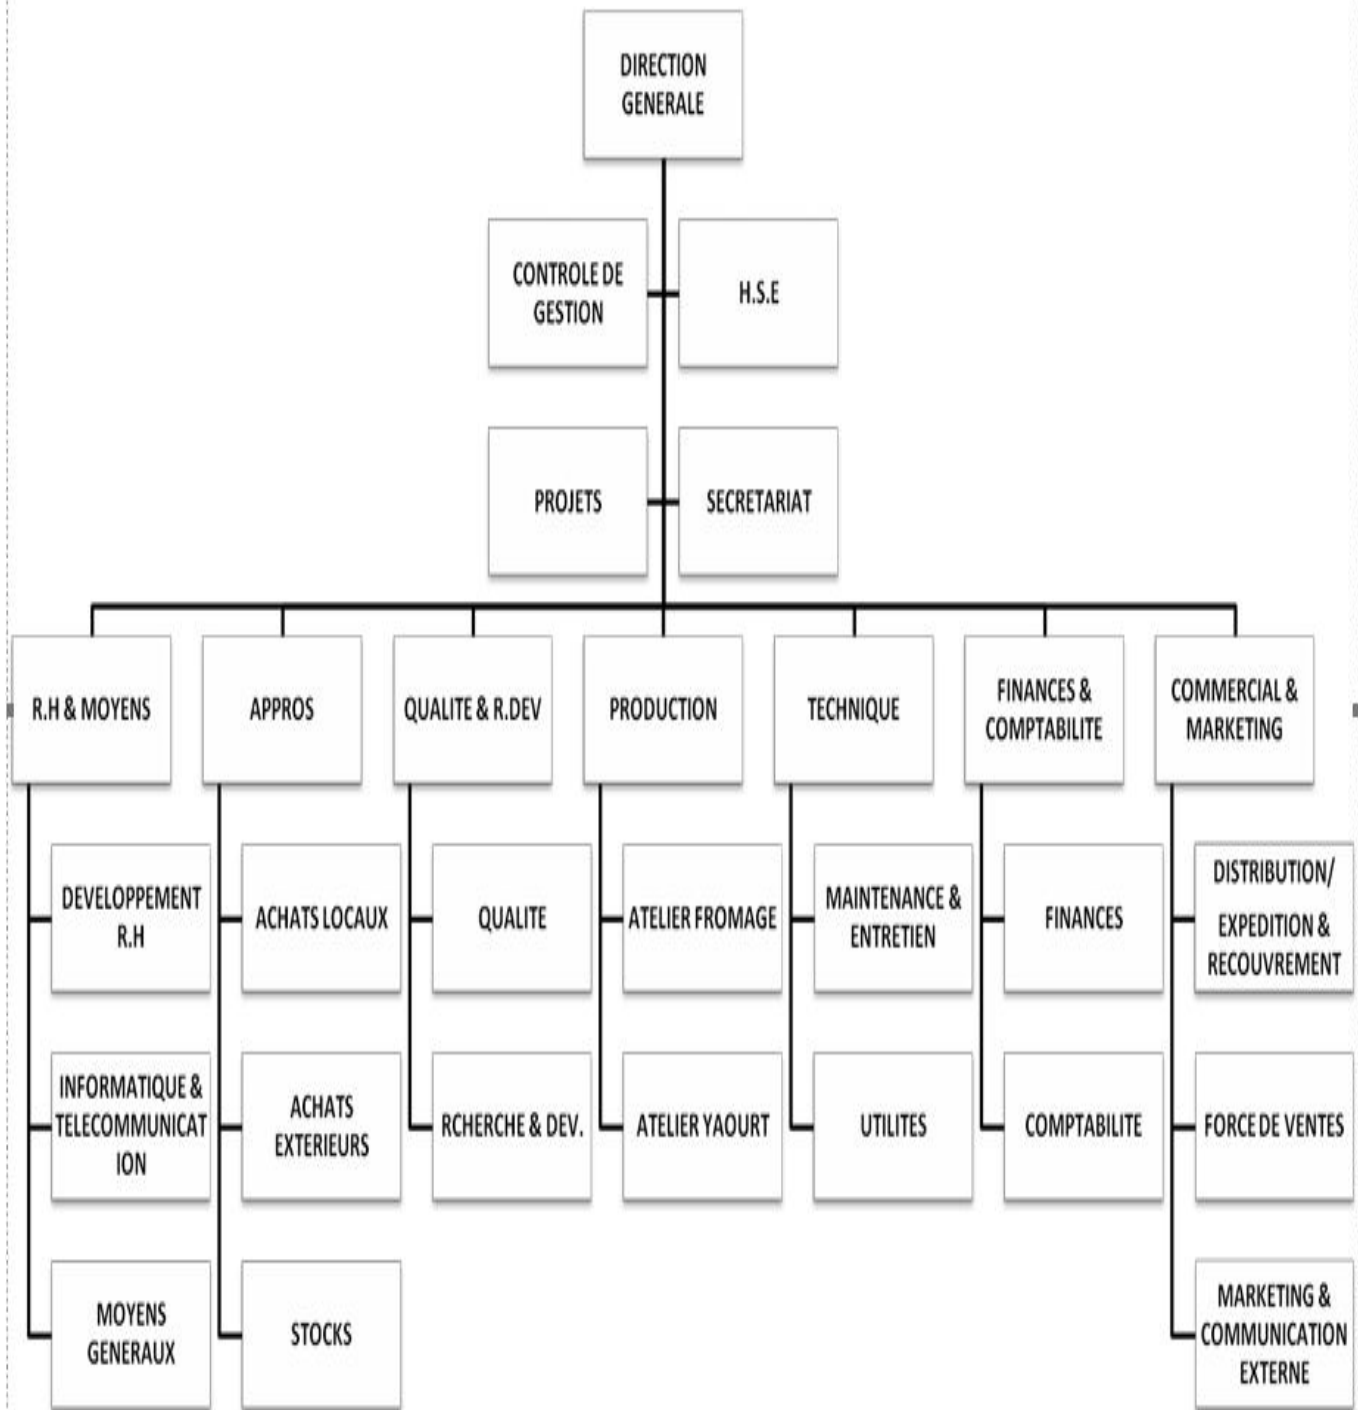 DIRECTION
GENERALE
CONTROLE DE
GESTION
H.S.E
PROJETS
SECRETARIAT
R.H & MOYENS
APPROS
QUALITE & R.DEV
PRODUCTION
TECHNIQUE
FINANCES &
COMPTABILITE
COMMERCIAL &
MARKETING
DEVELOPPEMENT
R.H
ACHATS LOCAUX
QUALITE
ATELIER FROMAGE
MAINTENANCE &
ENTRETIEN
FINANCES
DISTRIBUTION/
EXPEDITION &
RECOUVREMENT
INFORMATIQUE &
TELECOMMUNICAT
ION
ACHATS
EXTERIEURS
RCHERCHE & DEV.
ATELIER YAOURT
UTILITES
COMPTABILITE
FORCE DE VENTES
MOYENS
GENERAUX
STOCKS
MARKETING &
COMMUNICATION
EXTERNE